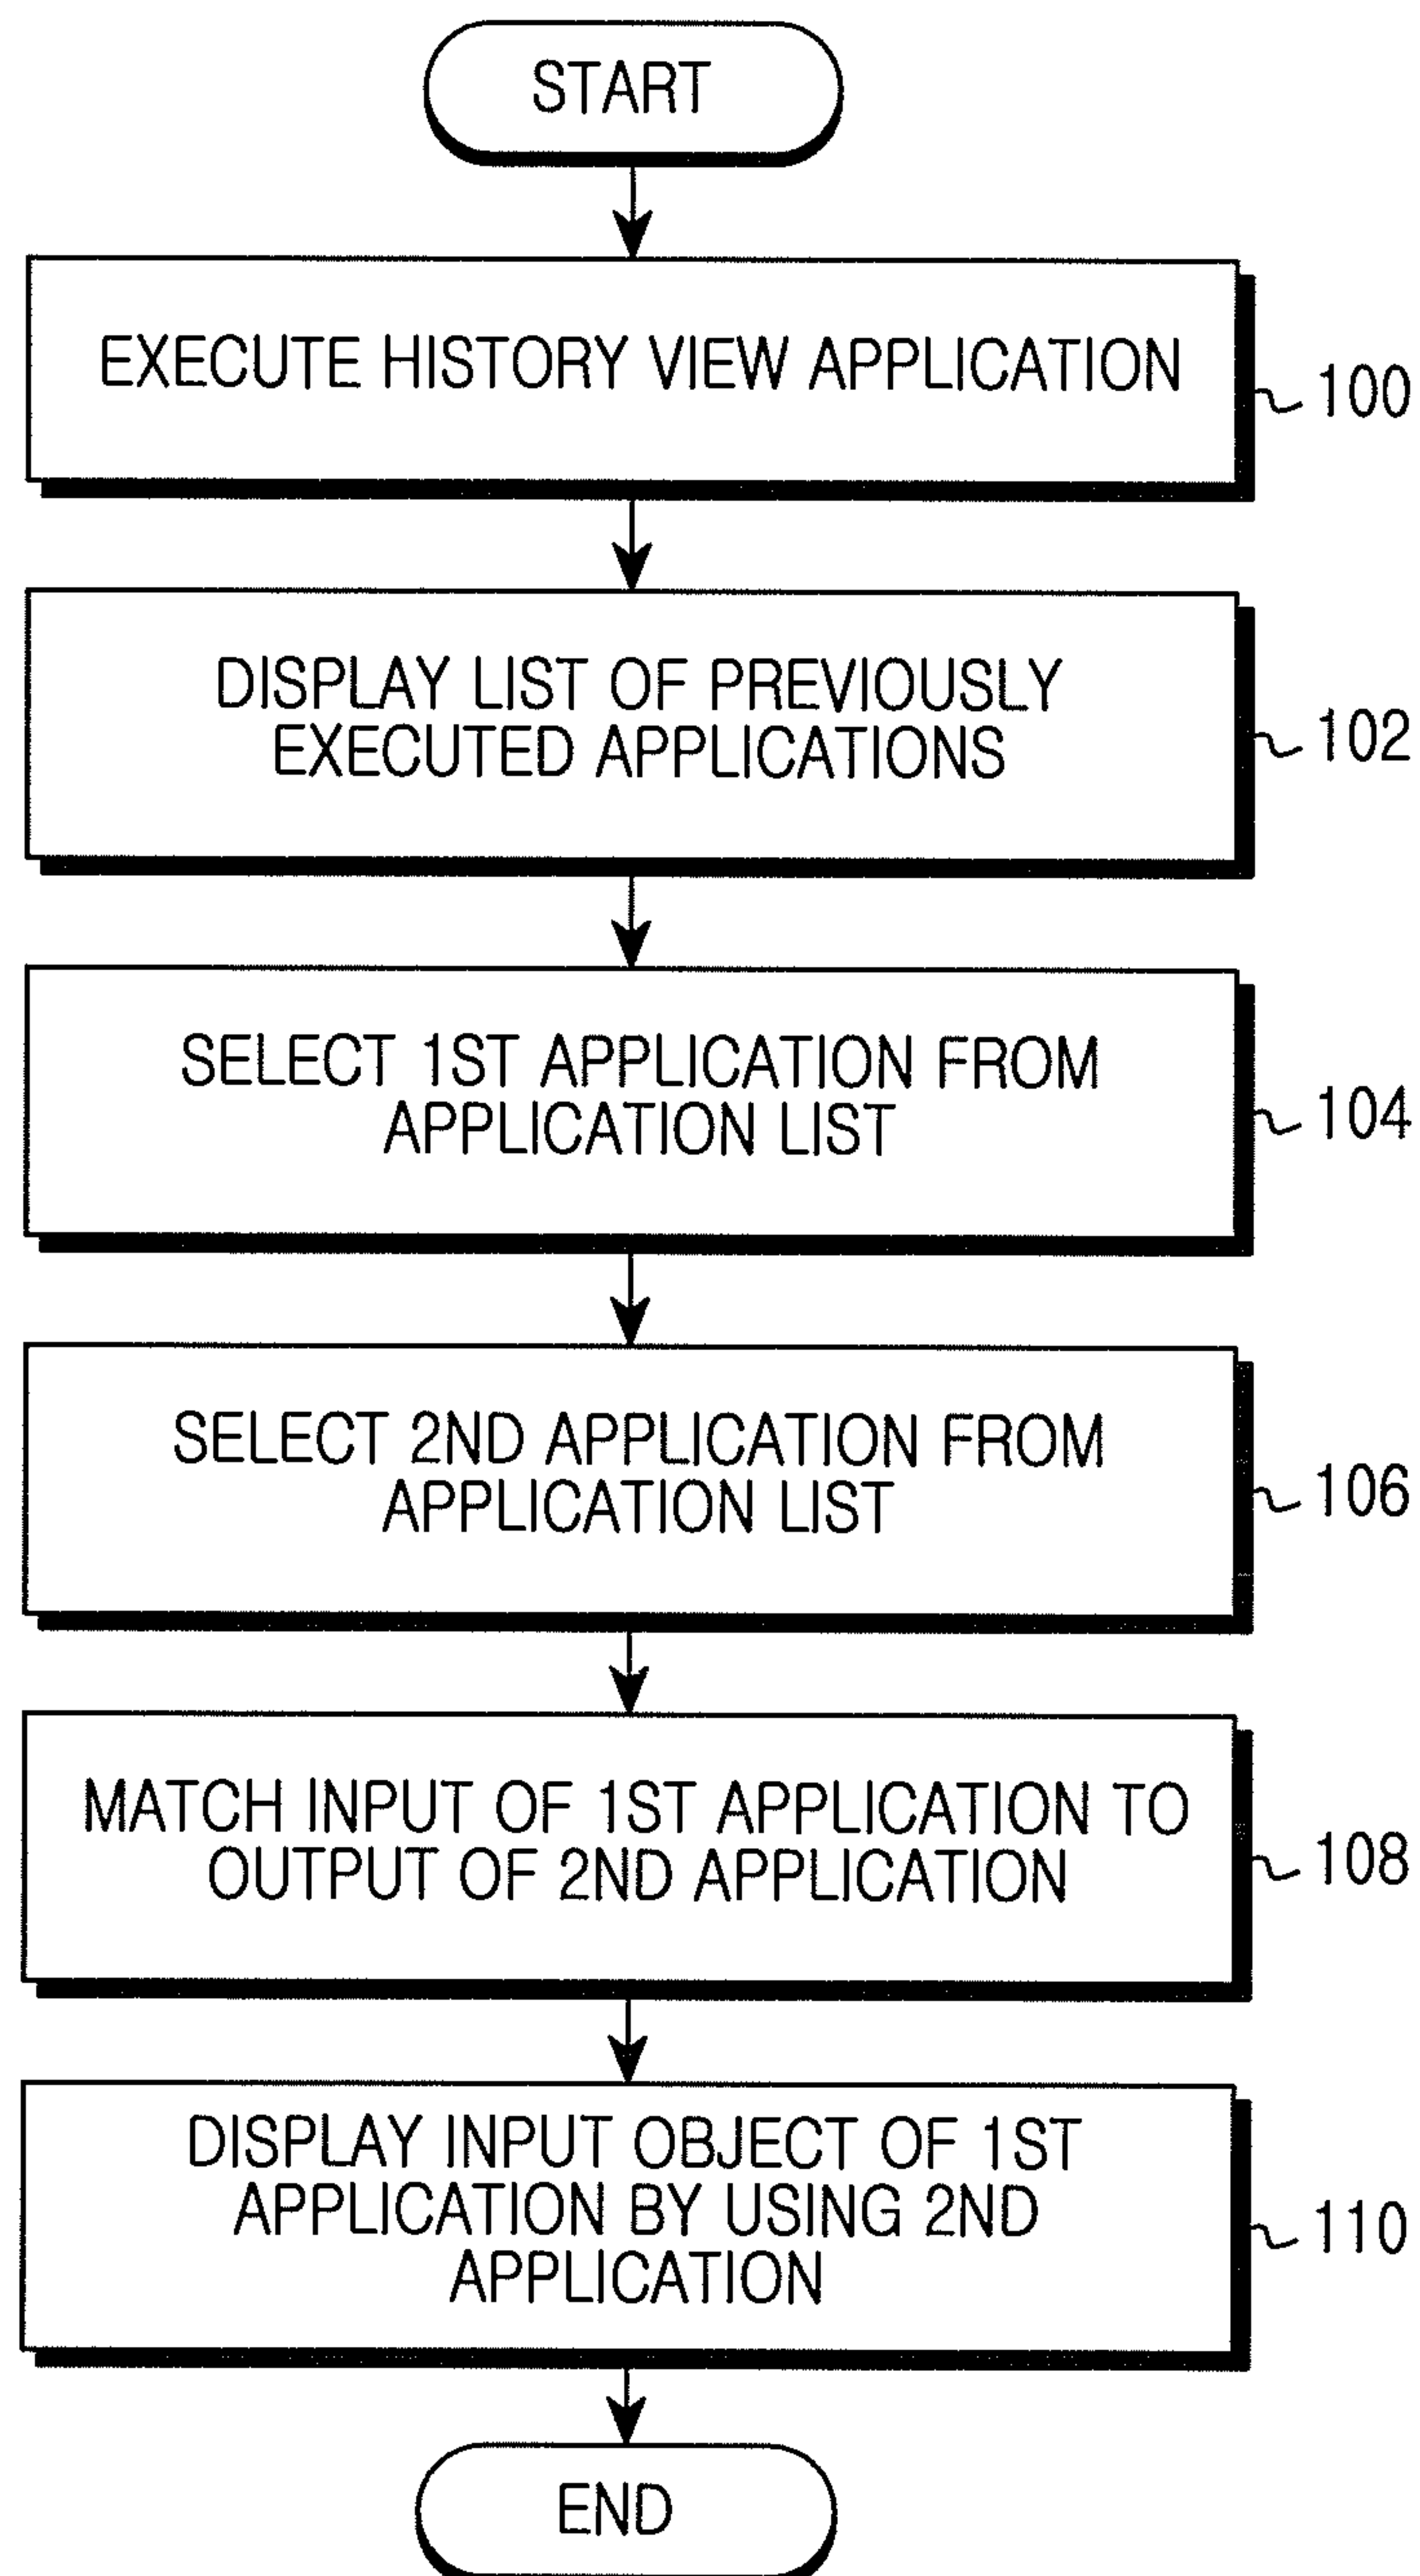 START
EXECUTE HISTORY VIEW APPLICATION
100
DISPLAY LIST OF PREVIOUSLY
EXECUTED APPLICATIONS
102
SELECT 1ST APPLICATION FROM
APPLICATION LIST
104
SELECT 2ND APPLICATION FROM
APPLICATION LIST
106
MATCH INPUT OF 1ST APPLICATION TO
OUTPUT OF 2ND APPLICATION
108
DISPLAY INPUT OBJECT OF 1ST
APPLICATION BY USING 2ND
APPLICATION
110
END